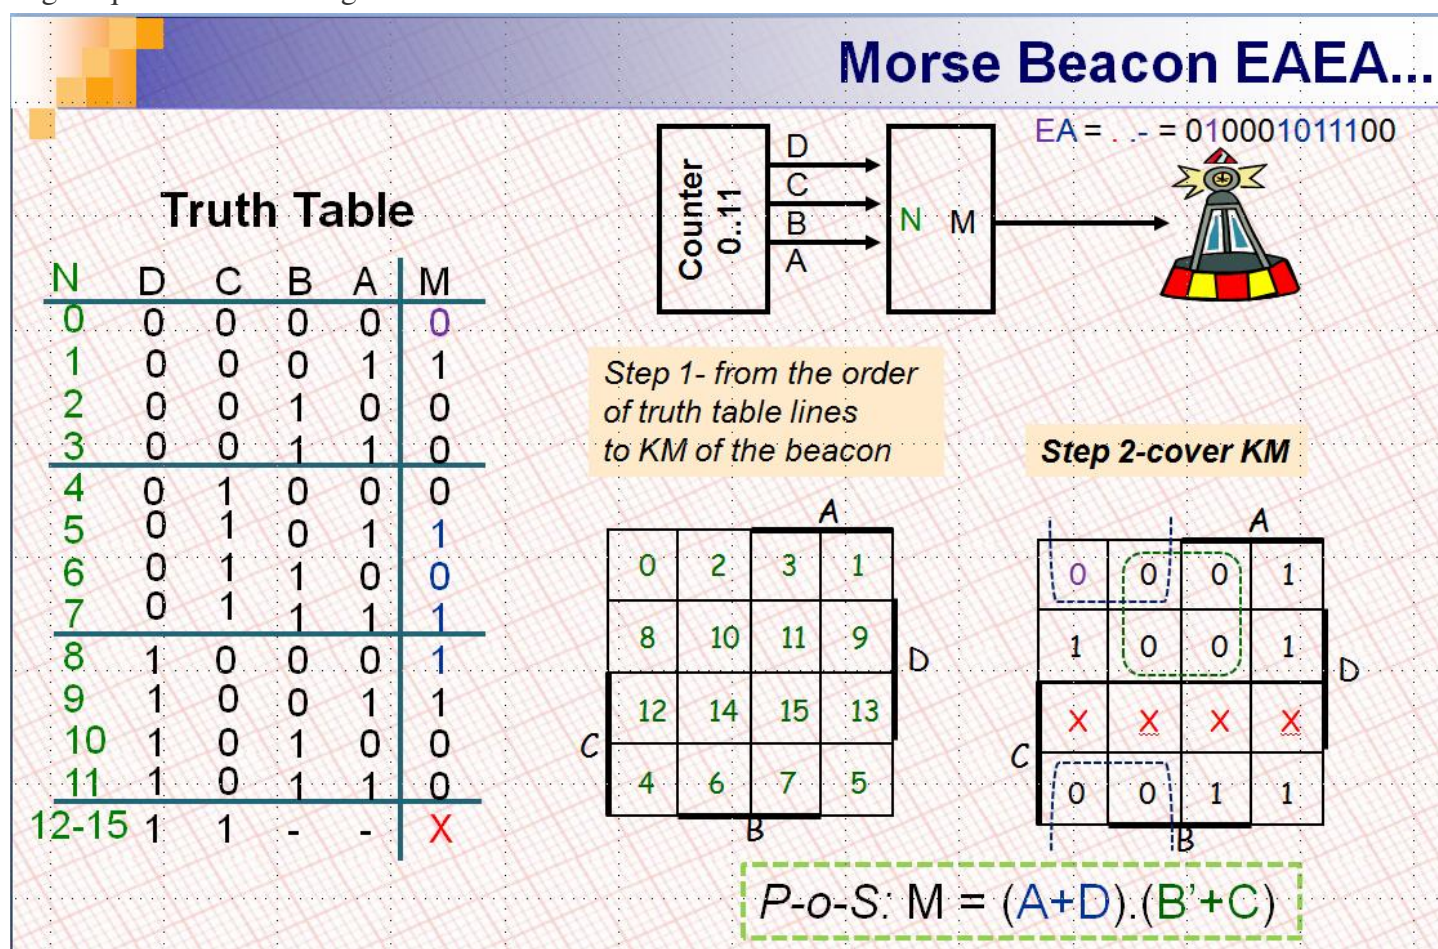 Morse Beacon EAEA...
EA = . .- = 010001011100
Counter
0..11
D
C
B
A
N M
Truth Table
N D C B A M
0 0 0 0 0 0
1 0 0 0 1 1
2 0 0 1 0 0
3 0 0 1 1 0
4 0 1 0 0 0
5 0 1 0 1 1
6 0 1 1 0 0
7 0 1 1 1 1
8 1 0 0 0 1
9 1 0 0 1 1
10 1 0 1 0 0
11 1 0 1 1 0
12-15 1 1 - - X
Step 1- from the order
of truth table lines
to KM of the beacon
A
0 2 3 1
8 10 11 9
D
12 14 15 13
C
4 6 7 5
B
Step 2-cover KM
A
0 0 0 1
1 0 0 1
D
X X X X
C
0 0 1 1
B
P-o-S: M = (A+D).(B'+C)